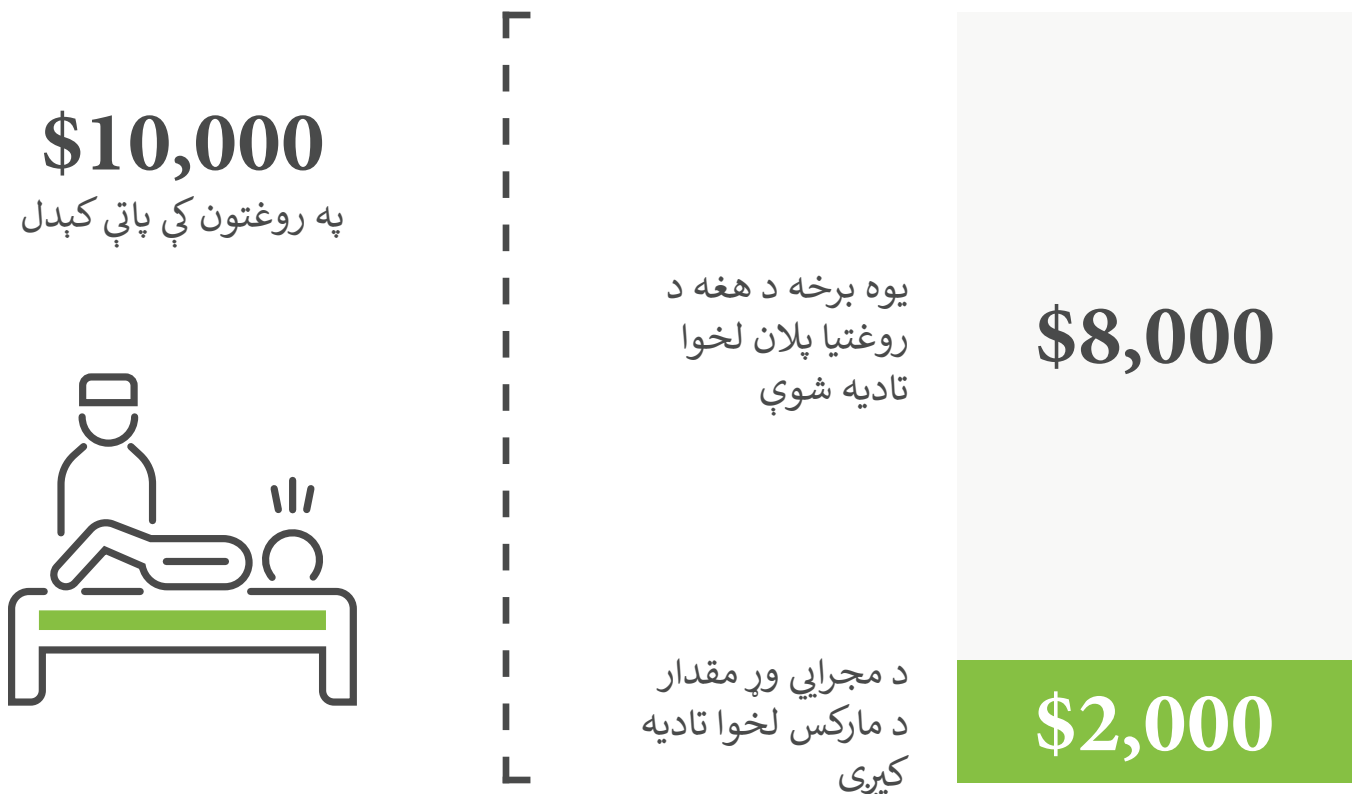 $10,000
په روغتون کې پاتې کېدل
یوه برخه د هغه د
روغتیا پلان لخوا
تادیه شوې
$8,000
د مجرایي وړ مقدار
د مارکس لخوا تادیه
کیږی
$2,000